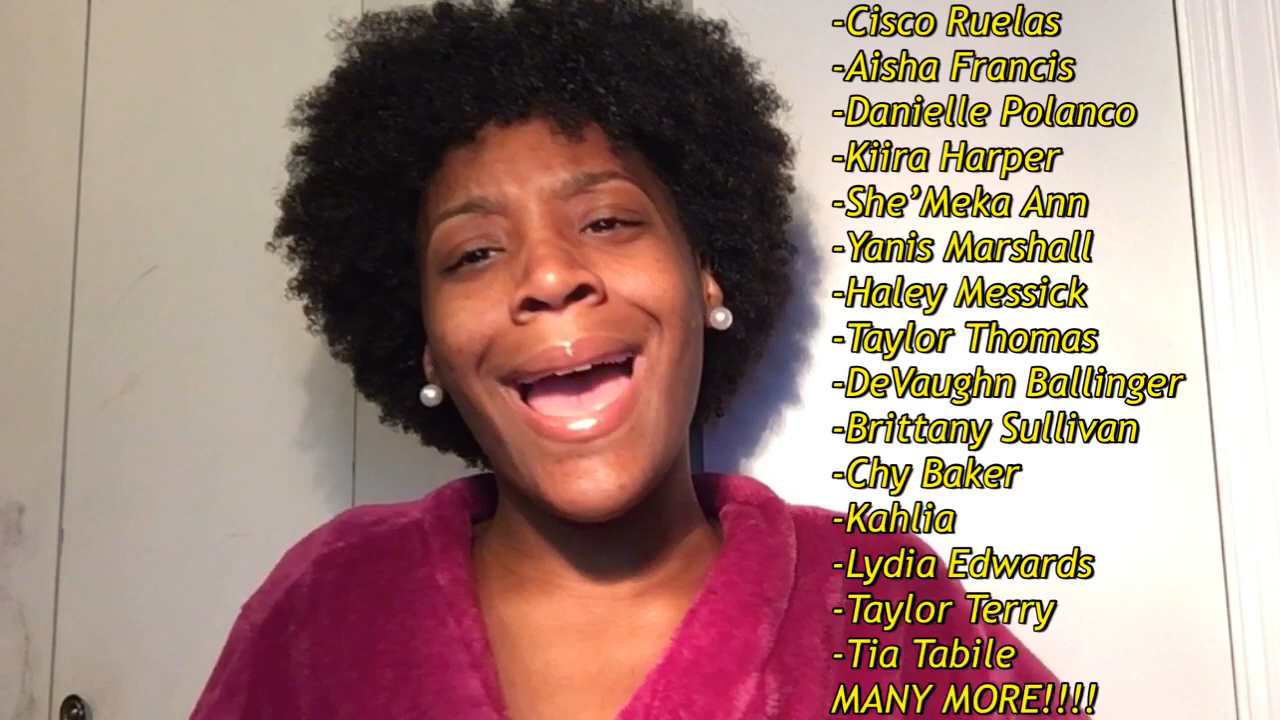 -Cisco Ruelas
-Aisha Francis
-Danielle Polanco
-Kiira Harper
-She’Meka Ann
-Yanis Marshall
-Haley Messick
-Taylor Thomas
-DeVaughn Ballinger
-Brittany Sullivan
-Chy Baker
-Kahlia
-Lydia Edwards
-Taylor Terry
-Tia Tabile
MANY MORE!!!!